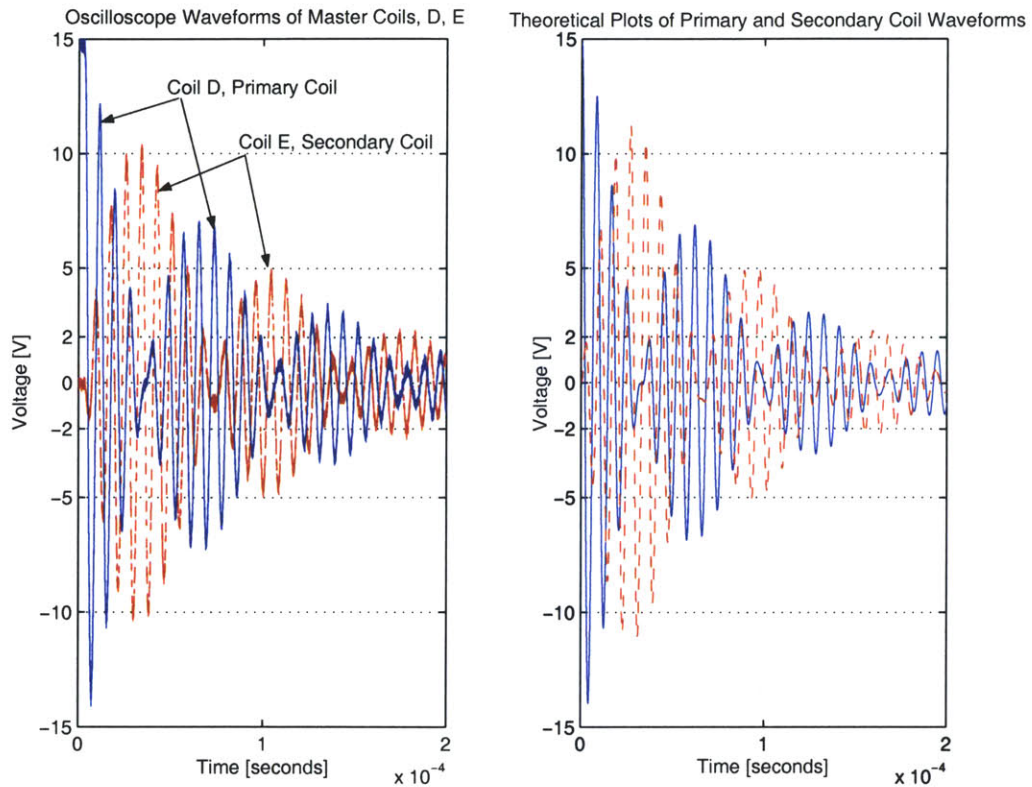 Oscilloscope Waveforms of Master Coils, D, E
15
10
5
2
0
−2
−5
−10
−15
Voltage [V]
Coil D, Primary Coil
Coil E, Secondary Coil
0
1
2
Time [seconds]
x 10⁻⁴
Theoretical Plots of Primary and Secondary Coil Waveforms
15
10
5
2
0
−2
−5
−10
−15
Voltage [V]
0
1
2
Time [seconds]
x 10⁻⁴